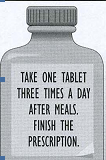 TAKE ONE TABLET
THREE TIMES A DAY
AFTER MEALS.
FINISH THE
PRESCRIPTION.